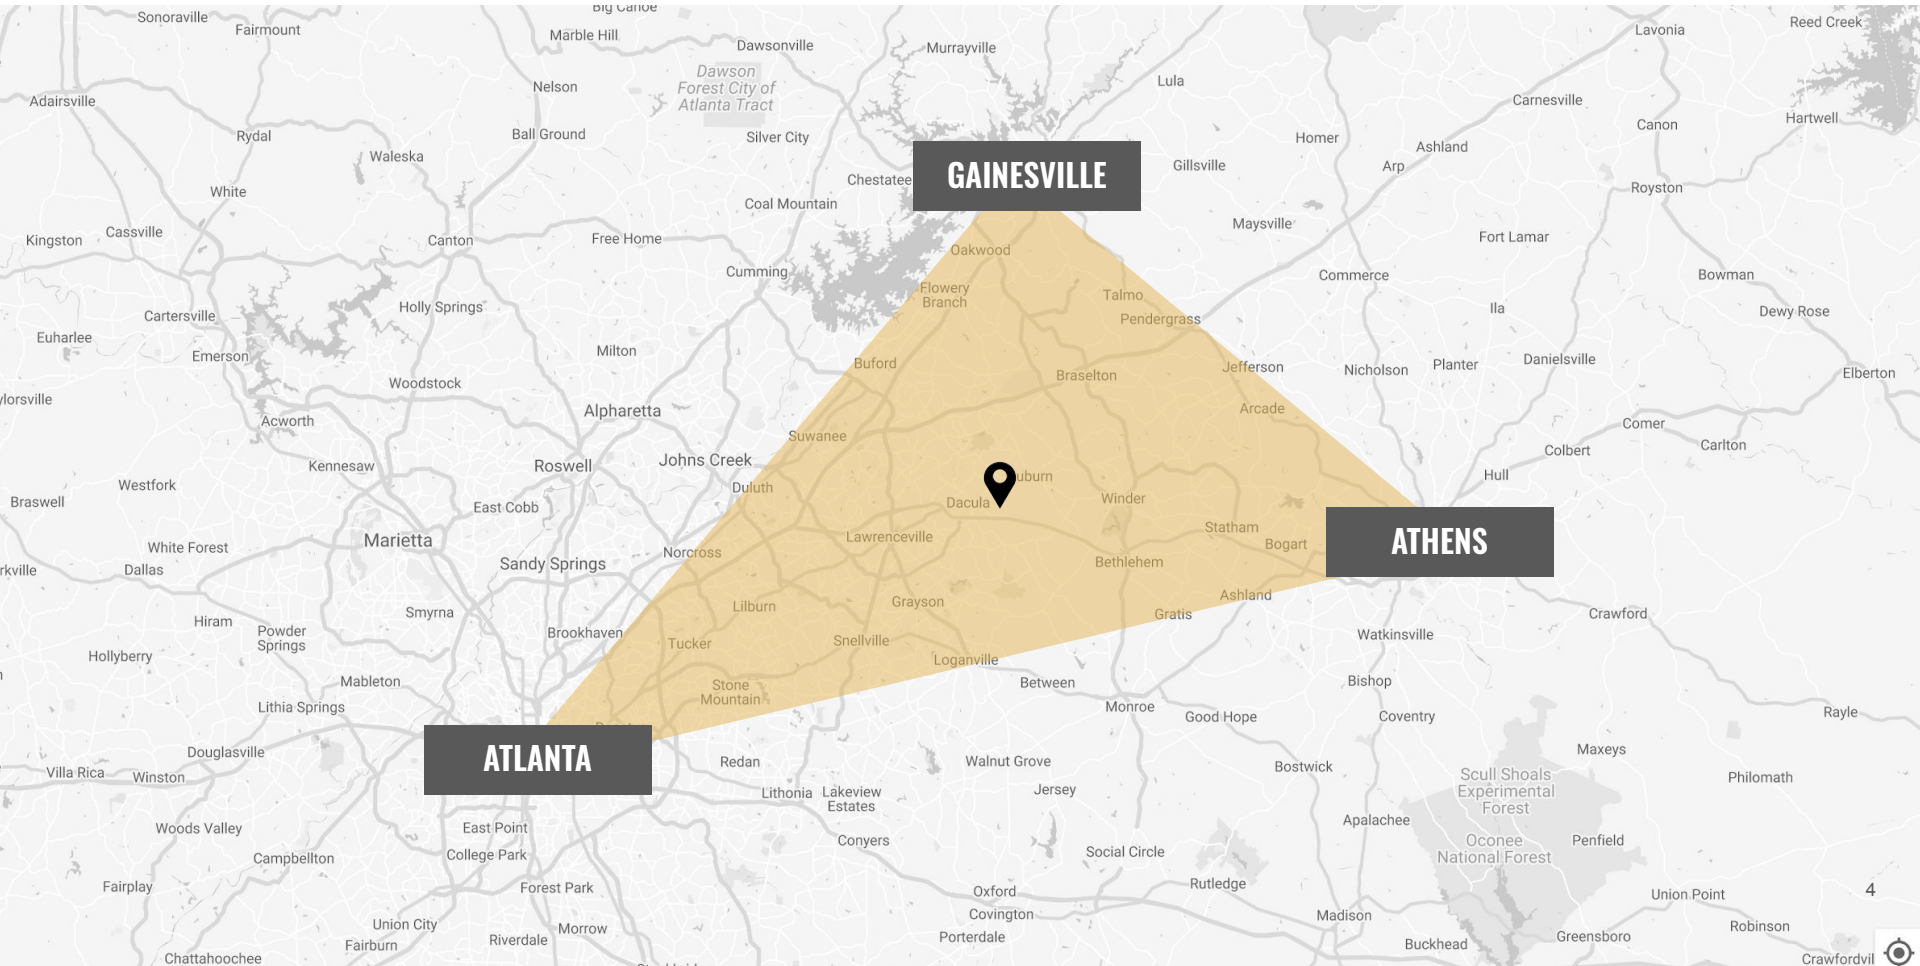 Big Canoe
Sonoraville
Fairmount
Marble Hill
Dawsonville
Murrayville
Lavonia
Reed Creek
Nelson
Dawson
Forest City of
Atlanta Tract
Lula
Adairsville
Carnesville
Rydal
Ball Ground
Silver City
Homer
Canon
Hartwell
Waleska
Ashland
Gillsville
Arp
GAINESVILLE
Chestatee
White
Royston
Coal Mountain
Maysville
Cassville
Kingston
Canton
Free Home
Fort Lamar
Oakwood
Cumming
Commerce
Bowman
Flowery
Branch
Talmo
Holly Springs
Ila
Dewy Rose
Cartersville
Pendergrass
Euharlee
Emerson
Milton
Buford
Jefferson
Nicholson
Planter
Danielsville
Elberton
Woodstock
Braselton
ylorsville
Alpharetta
Arcade
Acworth
Suwanee
Comer
Carlton
Colbert
Kennesaw
Roswell
Johns Creek
Hull
Westfork
Duluth
uburn
Braswell
East Cobb
Dacula
Winder
Statham
Marietta
Lawrenceville
Bogart
ATHENS
White Forest
Norcross
Sandy Springs
Bethlehem
rkville
Dallas
Ashland
Lilburn
Grayson
Smyrna
Gratis
Crawford
Hiram
Powder
Springs
Brookhaven
Tucker
Snellville
Watkinsville
Hollyberry
Loganville
Mableton
Stone
Mountain
Between
Bishop
Lithia Springs
Monroe
Good Hope
Coventry
Rayle
ATLANTA
Douglasville
Maxeys
Villa Rica
Winston
Redan
Walnut Grove
Bostwick
Scull Shoals
Experimental
Forest
Philomath
Lithonia
Lakeview
Estates
Jersey
Woods Valley
East Point
Apalachee
Conyers
Oconee
National Forest
Penfield
Campbellton
College Park
Social Circle
Fairplay
Forest Park
Oxford
Rutledge
Union Point
4
Union City
Morrow
Covington
Madison
Robinson
Fairburn
Riverdale
Porterdale
Buckhead
Greensboro
Chattahoochee
Crawfordvil